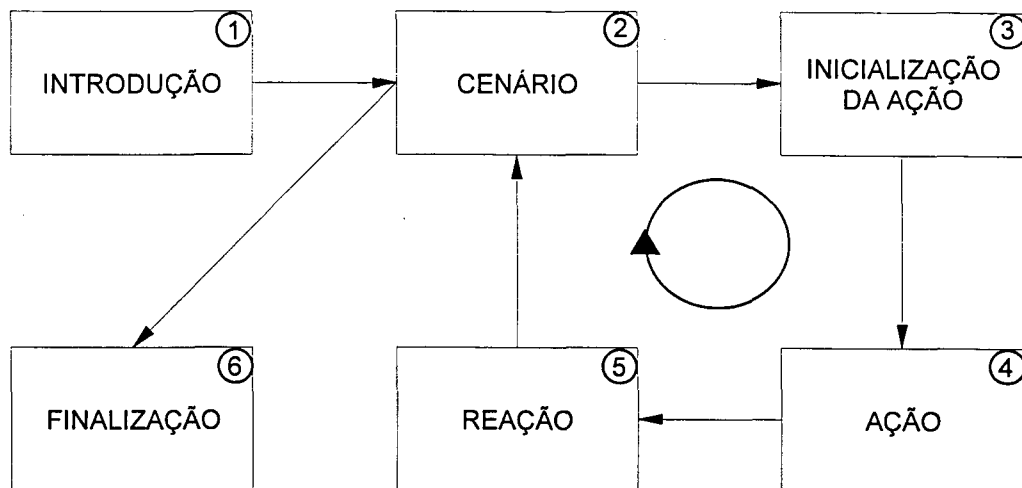 1
INTRODUÇÃO
2
CENÁRIO
3
INICIALIZAÇÃO
DA AÇÃO
6
FINALIZAÇÃO
5
REAÇÃO
4
AÇÃO